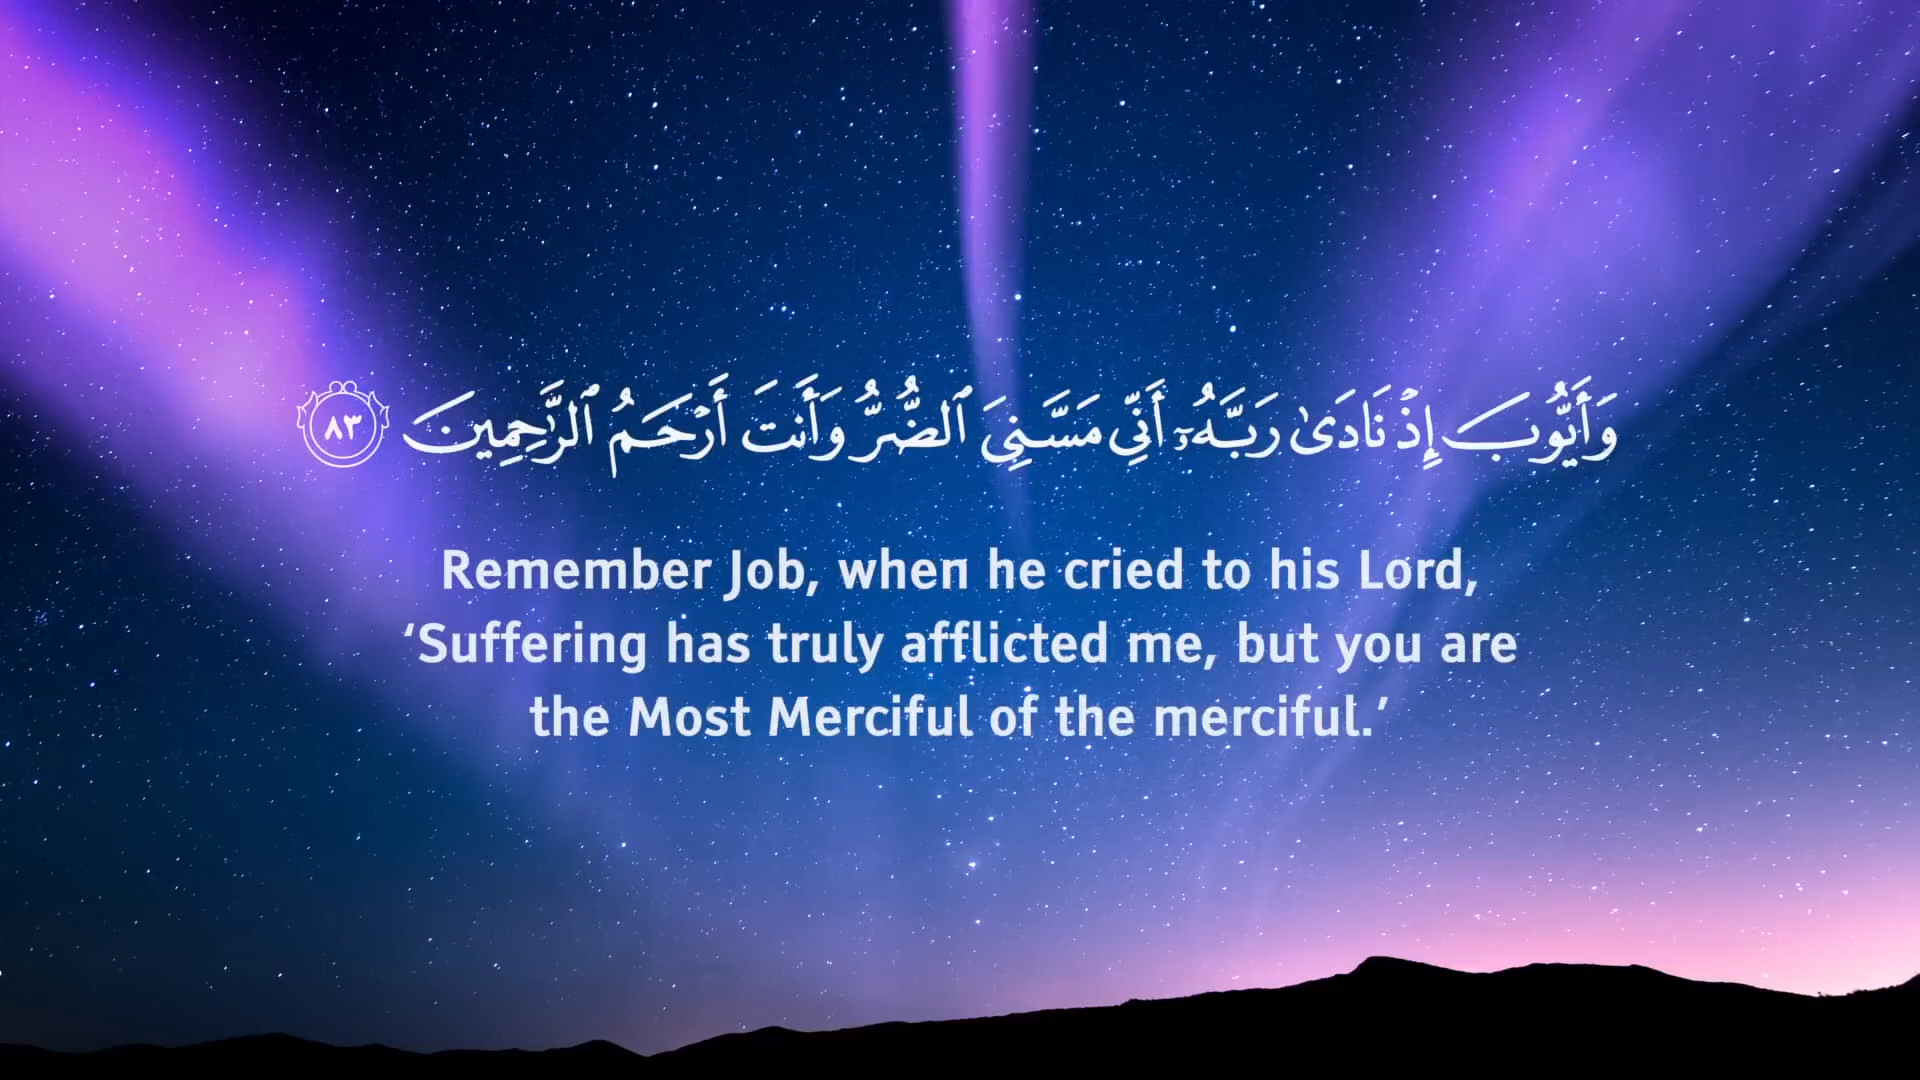 وَأَيُّوبَ إِذْ نَادَىٰ رَبَّهُۥٓ أَنِّي مَسَّنِيَ ٱلضُّرُّ وَأَنتَ أَرْحَمُ ٱلرَّٰحِمِينَ ٨٣
Remember Job, when he cried to his Lord,
‘Suffering has truly afflicted me, but you are
the Most Merciful of the merciful.’